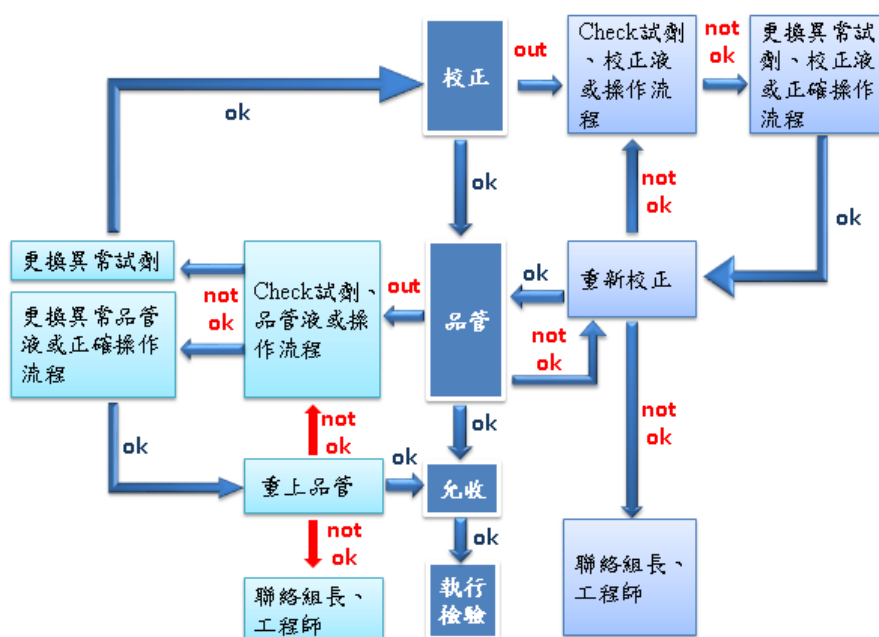 校正
out
Check試劑
、校正液
或操作流
程
not
ok
更換異常試
劑、校正液
或正確操作
流程
ok
ok
not
ok
ok
更換異常試劑
更換異常品管
液或正確操作
流程
not
ok
Check試劑、
品管液或操
作流程
out
品管
ok
重新校正
not
ok
ok
not
ok
ok
not
ok
重上品管
ok
允收
not
ok
ok
聯絡組長、
工程師
執行
檢驗
聯絡組長、
工程師